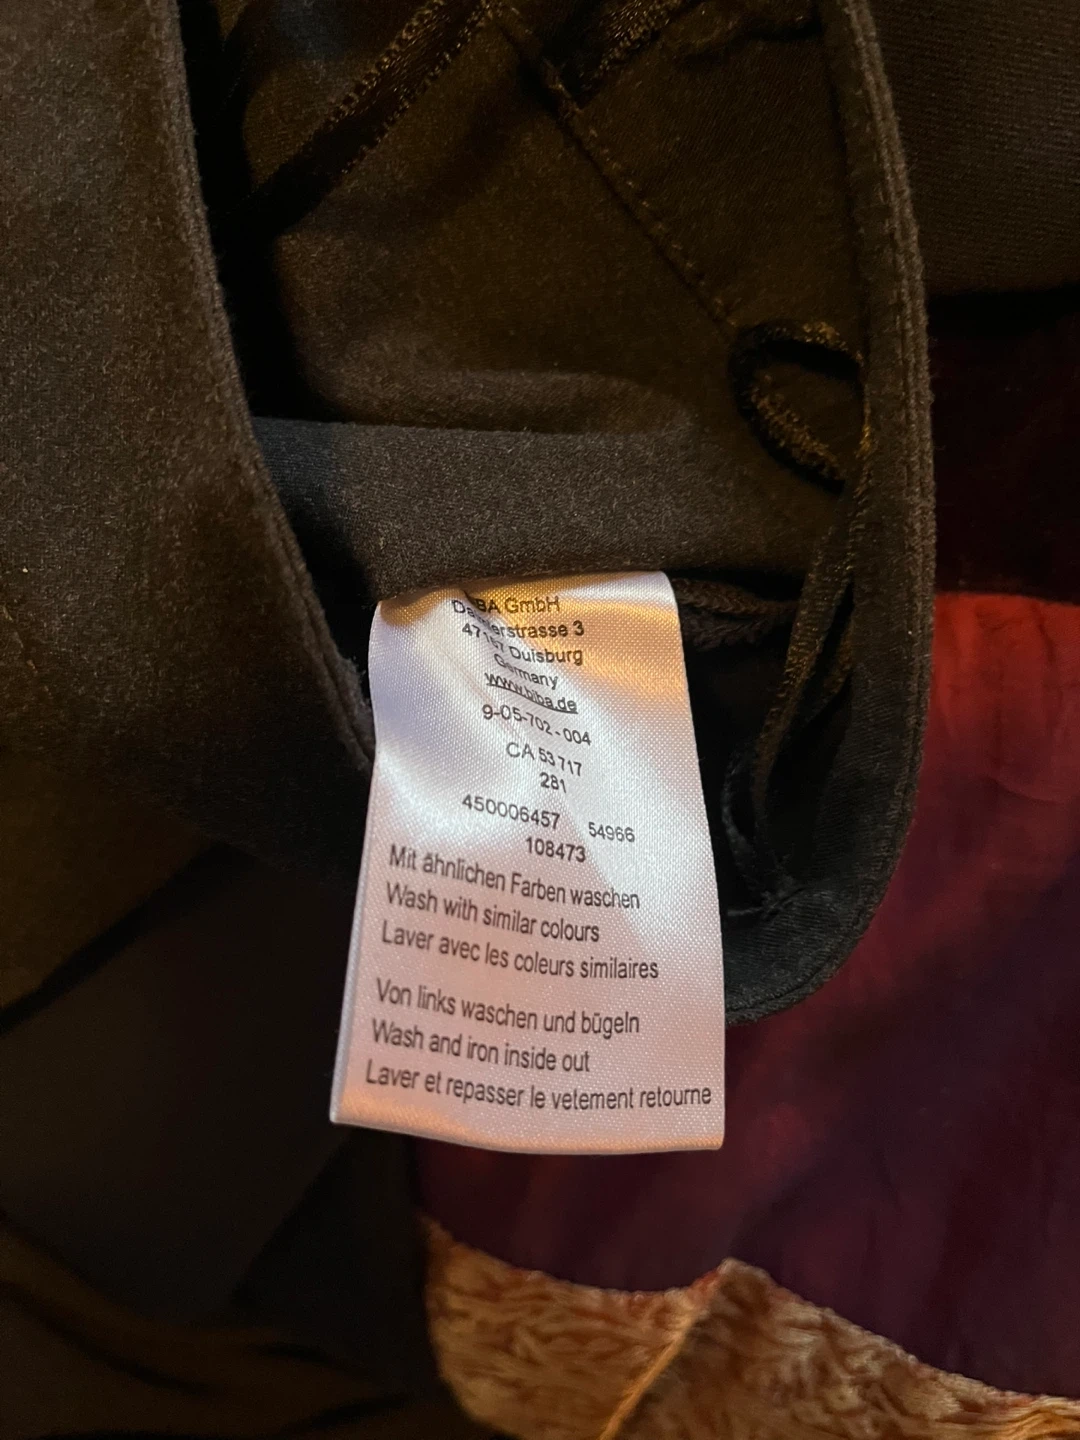 BA GmbH
erstrasse 3
Duisburg
Germany
www.biba.de
9-05-702-004
CA 53 717
281
450006457 54966
108473
Mit ähnlichen Farben waschen
Wash with similar colours
Laver avec les coleurs similaires
Von links waschen und bügeln
Wash and iron inside out
Laver et repasser le vetement retourne